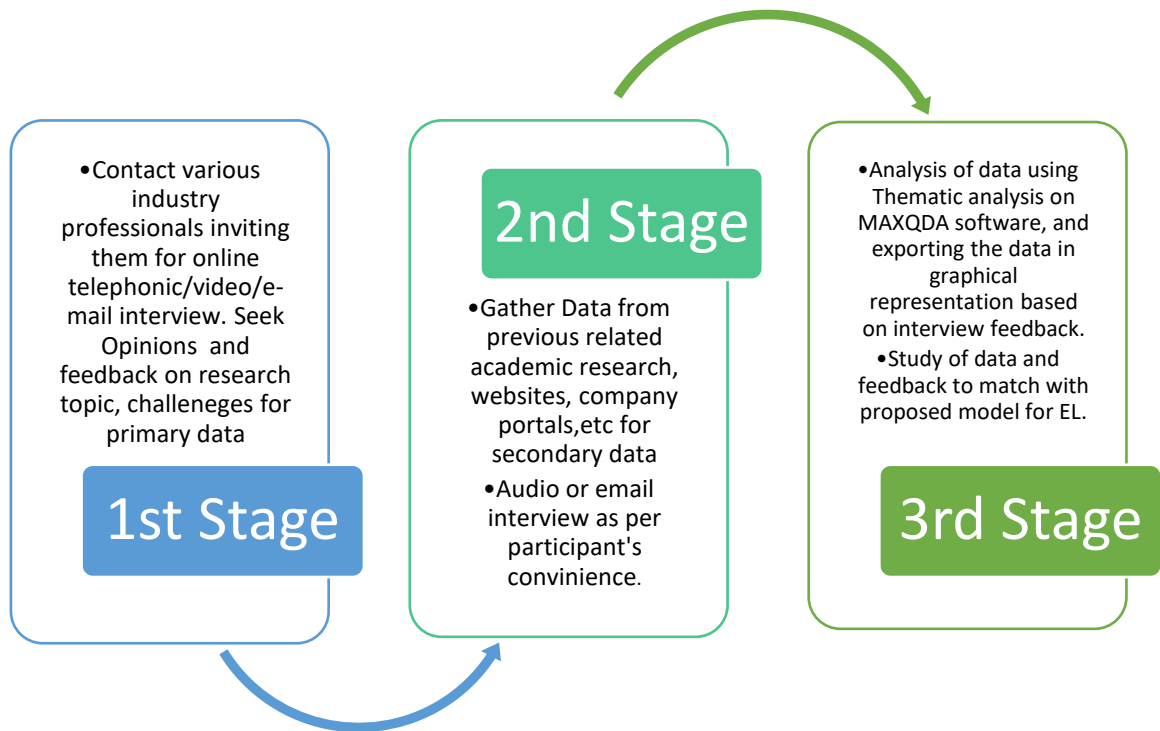 •Contact various
industry
professionals inviting
them for online
telephonic/video/e-
mail interview. Seek
Opinions and
feedback on research
topic, challeneges for
primary data
1st Stage
2nd Stage
•Gather Data from
previous related
academic research,
websites, company
portals,etc for
secondary data
•Audio or email
interview as per
participant's
convinience.
•Analysis of data using
Thematic analysis on
MAXQDA software, and
exporting the data in
graphical
representation based
on interview feedback.
•Study of data and
feedback to match with
proposed model for EL.
3rd Stage